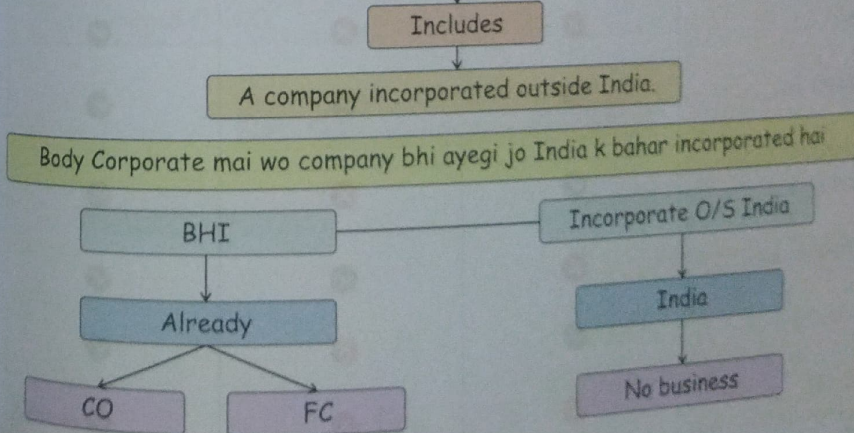 Includes
A company incorporated outside India.
Body Corporate mai wo company bhi ayegi jo India k bahar incorporated hai
BHI
Incorporate O/S India
Already
India
CO
FC
No business